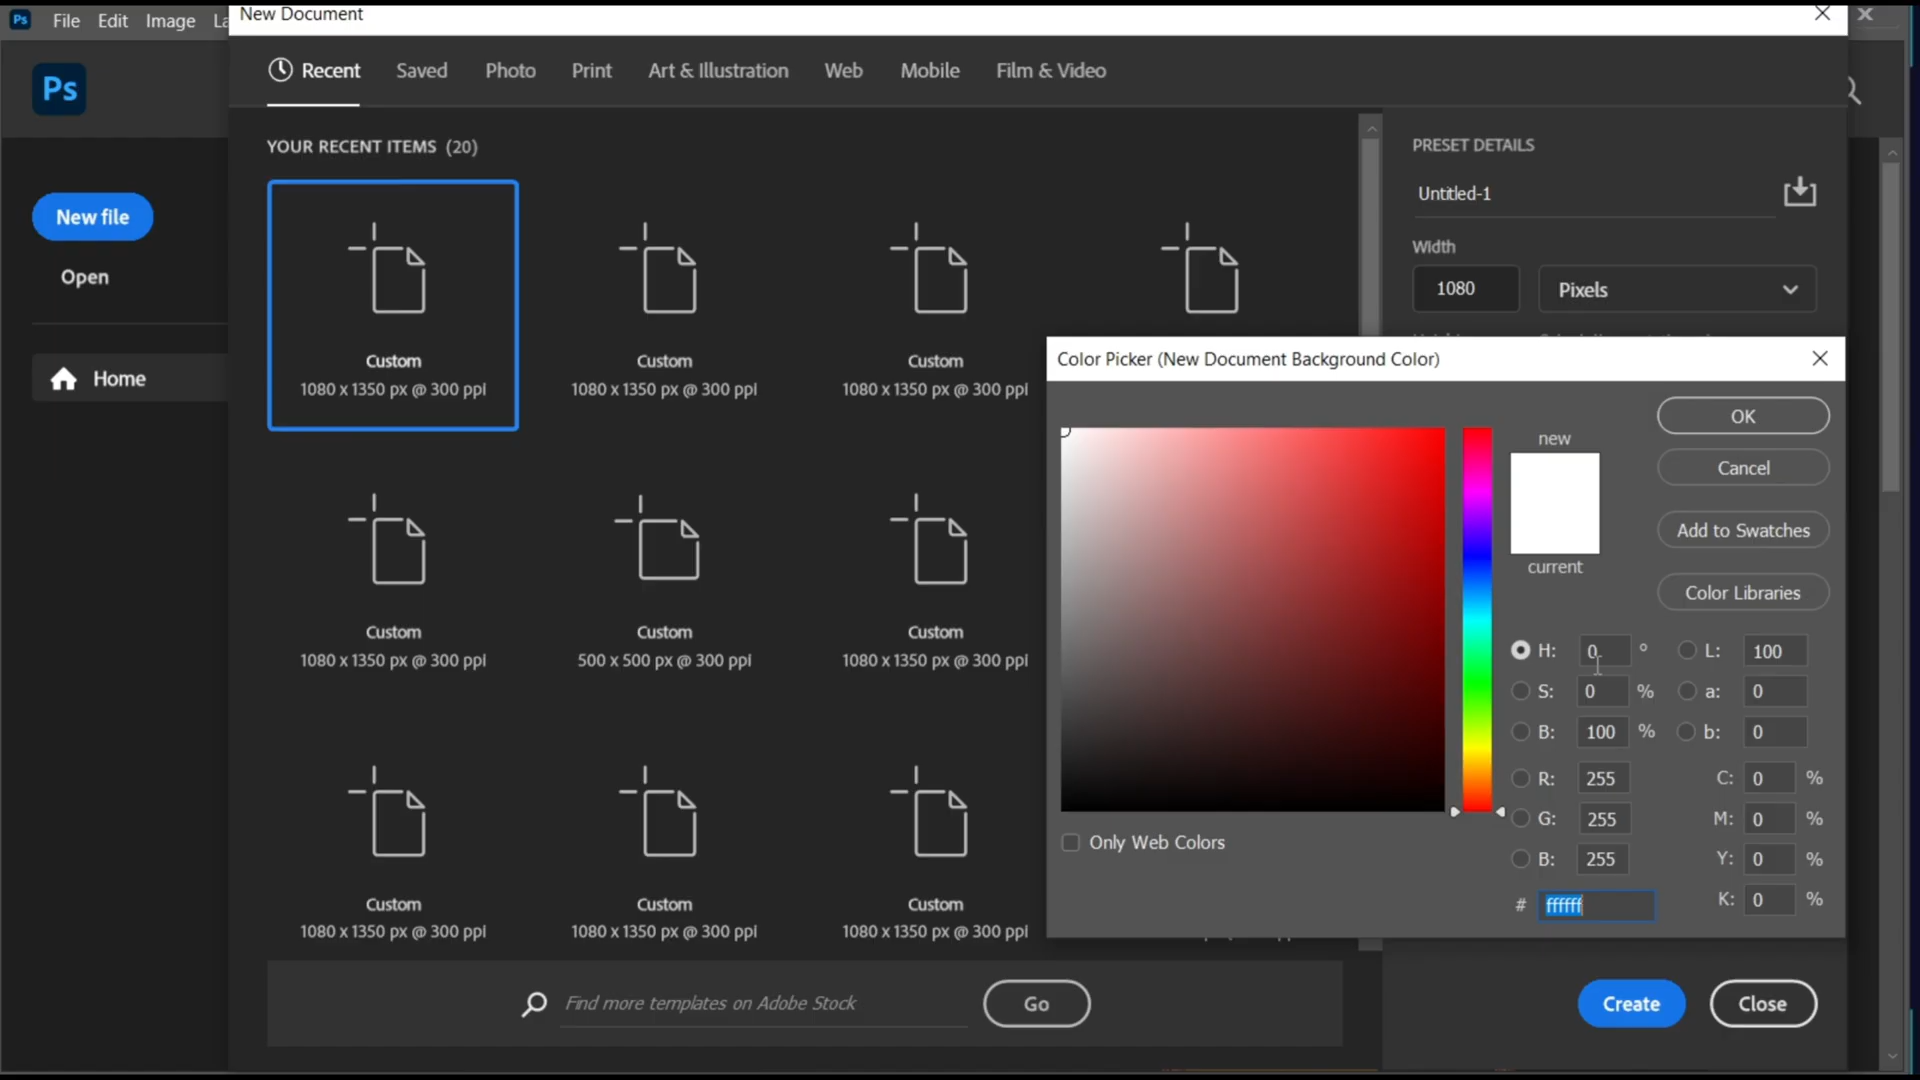 Ps File Edit Image La
New Document
Ps
Recent Saved Photo Print Art & Illustration Web Mobile Film & Video
YOUR RECENT ITEMS (20)
PRESET DETAILS
Untitled-1
Width
1080 Pixels
New file
Open
Home
Custom
1080 x 1350 px @ 300 ppi
Custom
1080 x 1350 px @ 300 ppi
Custom
1080 x 1350 px @ 300 ppi
Custom
1080 x 1350 px @ 300 ppi
Custom
500 x 500 px @ 300 ppi
Custom
1080 x 1350 px @ 300 ppi
Custom
1080 x 1350 px @ 300 ppi
Custom
1080 x 1350 px @ 300 ppi
Custom
1080 x 1350 px @ 300 ppi
Color Picker (New Document Background Color)
new
current
OK
Cancel
Add to Swatches
Color Libraries
H: 0 ° L: 100
S: 0 % a: 0
B: 100 % b: 0
R: 255 C: 0 %
G: 255 M: 0 %
B: 255 Y: 0 %
# ffffff K: 0 %
Only Web Colors
Find more templates on Adobe Stock Go
Create Close